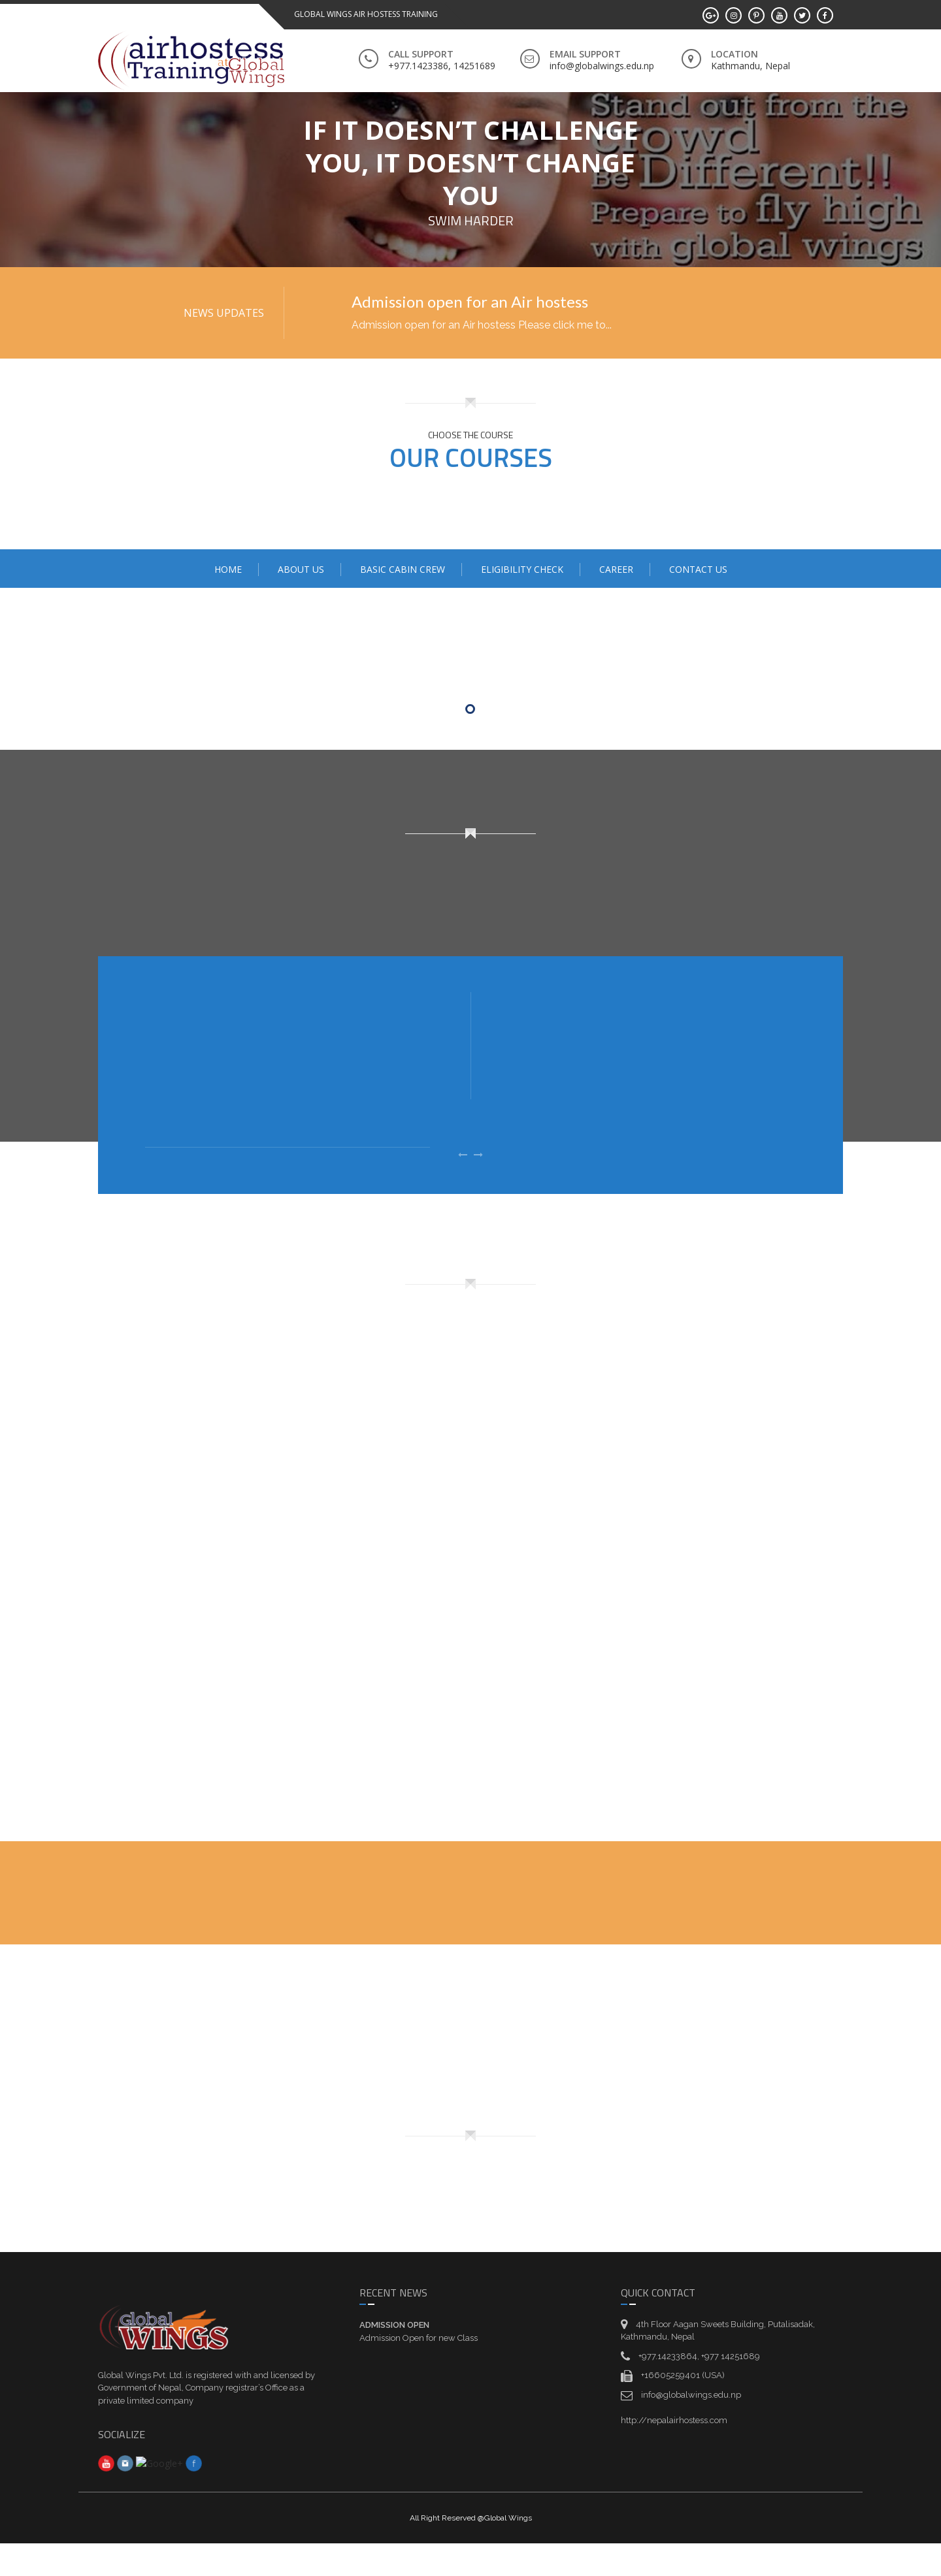 GLOBAL WINGS AIR HOSTESS TRAINING
airhostess
Training at Global
Wings
CALL SUPPORT
+977.1423386, 14251689
EMAIL SUPPORT
info@globalwings.edu.np
LOCATION
Kathmandu, Nepal
IF IT DOESN'T CHALLENGE
YOU, IT DOESN'T CHANGE
YOU
SWIM HARDER
Stand out from the
crowd
Be
Different!!
Prepare to fly high
with global wings
NEWS UPDATES
Admission open for an Air hostess
Admission open for an Air hostess Please click me to...
CHOOSE THE COURSE
OUR COURSES
HOME
ABOUT US
BASIC CABIN CREW
ELIGIBILITY CHECK
CAREER
CONTACT US
Global
WINGS
Global Wings Pvt. Ltd. is registered with and licensed by
Government of Nepal, Company registrar's Office as a
private limited company
SOCIALIZE
Google+
RECENT NEWS
ADMISSION OPEN
Admission Open for new Class
QUICK CONTACT
4th Floor Aagan Sweets Building, Putalisadak,
Kathmandu, Nepal
+977.14233864, +977 14251689
+16605259401 (USA)
info@globalwings.edu.np
http://nepalairhostess.com
All Right Reserved @Global Wings